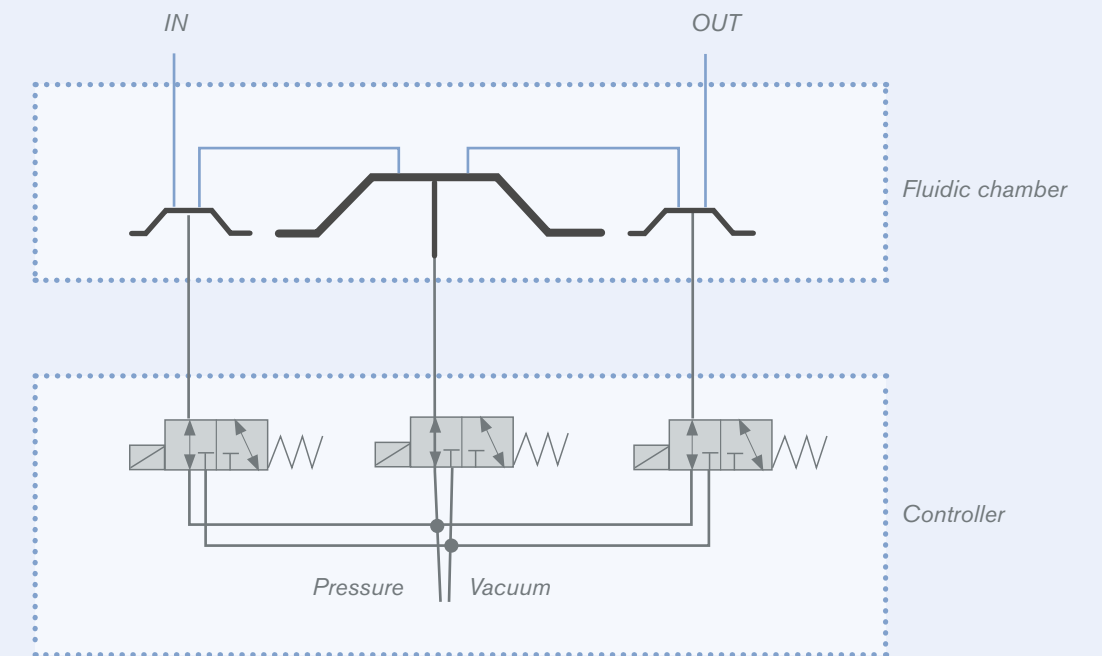 IN
OUT
Fluidic chamber
Controller
Pressure
Vacuum